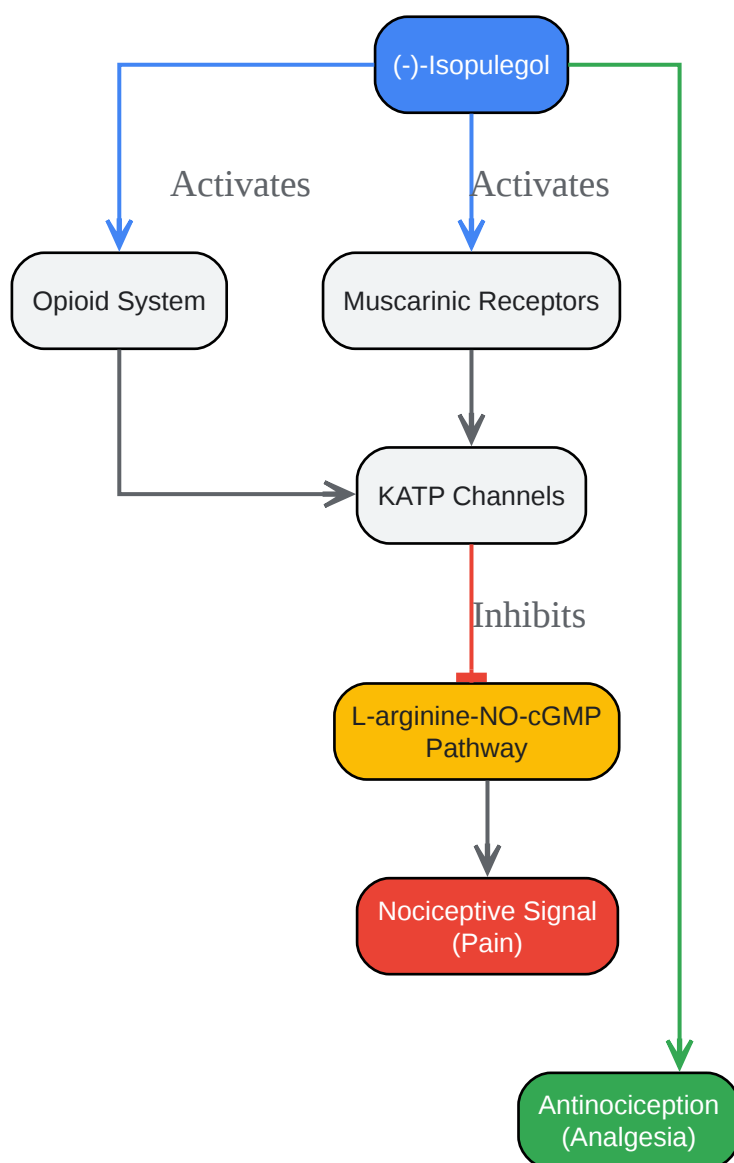 (-)-Isopulegol
Activates
Activates
Opioid System
Muscarinic Receptors
KATP Channels
Inhibits
L-arginine-NO-cGMP
Pathway
Nociceptive Signal
(Pain)
Antinociception
(Analgesia)